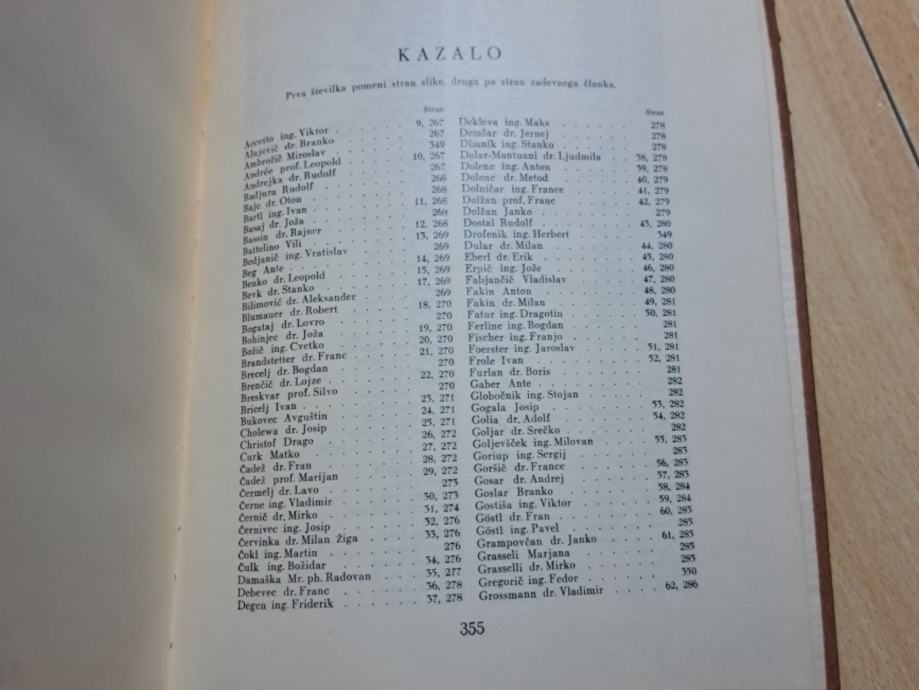 KAZALO
Prva številka pomeni stran slike, druga pa stran zadevnega članka.
Stran
Accetto ing. Viktor 9, 267
Alujevič dr. Branko 267
Ambrožič Miroslav 349
Andrée prof. Leopold 10, 267
Andrejka dr. Rudolf 267
Badjura Rudolf 268
Bajc dr. Oton 268
Bartl ing. Ivan 11, 268
Basaj dr. Joža 268
Bassin dr. Rajner 12, 268
Battelino Vili 13, 269
Bedjanič ing. Vratislav 269
Beg Ante 14, 269
Benko dr. Leopold 15, 269
Bevk dr. Stanko 17, 269
Bilimovič dr. Aleksander 269
Blumauer dr. Robert 18, 270
Bogataj dr. Lovro 270
Bohinjec dr. Joža 19, 270
Božič ing. Cvetko 20, 270
Brandstetter dr. Franc 21, 270
Brecelj dr. Bogdan 270
Brenčič dr. Lojze 22, 270
Breskvar prof. Silvo 270
Bricelj Ivan 23, 271
Bukovec Avguštin 24, 271
Cholewa dr. Josip 25, 271
Christof Drago 26, 272
Curk Matko 27, 272
Čadež dr. Fran 28, 272
Čadež prof. Marijan 29, 272
Čermelj dr. Lavo 273
Černe ing. Vladimir 30, 273
Černič dr. Mirko 31, 274
Černivec ing. Josip 32, 276
Červinka dr. Milan Žiga 33, 276
Čokl ing. Martin 276
Čulk ing. Božidar 34, 276
Damaška Mr. ph. Radovan 35, 277
Debevec dr. Franc 36, 278
Degen ing. Friderik 37, 278
Stran
Dekleva ing. Maks 278
Demšar dr. Jernej 278
Dimnik ing. Stanko 278
Dolar-Mantuani dr. Ljudmila 38, 278
Dolenc ing. Anton 39, 278
Dolenc dr. Metod 40, 279
Dolničar ing. France 41, 279
Dolžan prof. Franc 42, 279
Dolžan Janko 279
Dostal Rudolf 43, 280
Drofenik ing. Herbert 349
Dular dr. Milan 44, 280
Eberl dr. Erik 45, 280
Erpič ing. Jože 46, 280
Fabjančič Vladislav 47, 280
Fakin Anton 48, 280
Fakin dr. Milan 49, 281
Fatur ing. Dragotin 50, 281
Ferlinc ing. Bogdan 281
Fischer ing. Franjo 281
Foerster ing. Jaroslav 51, 281
Frole Ivan 52, 281
Furlan dr. Boris 281
Gaber Ante 282
Globočnik ing. Stojan 282
Gogala Josip 53, 282
Golia dr. Adolf 54, 282
Goljar dr. Srečko 282
Goljevšček ing. Milovan 55, 283
Goriup ing. Sergij 283
Goršič dr. France 56, 283
Gosar dr. Andrej 57, 283
Goslar Branko 58, 284
Gostiša ing. Viktor 59, 284
Göstl dr. Fran 60, 285
Göstl ing. Pavel 285
Grampovčan dr. Janko 61, 285
Grasseli Marjana 285
Grasselli dr. Mirko 285
Gregorič ing. Fedor 350
Grossmann dr. Vladimir 62, 286
355